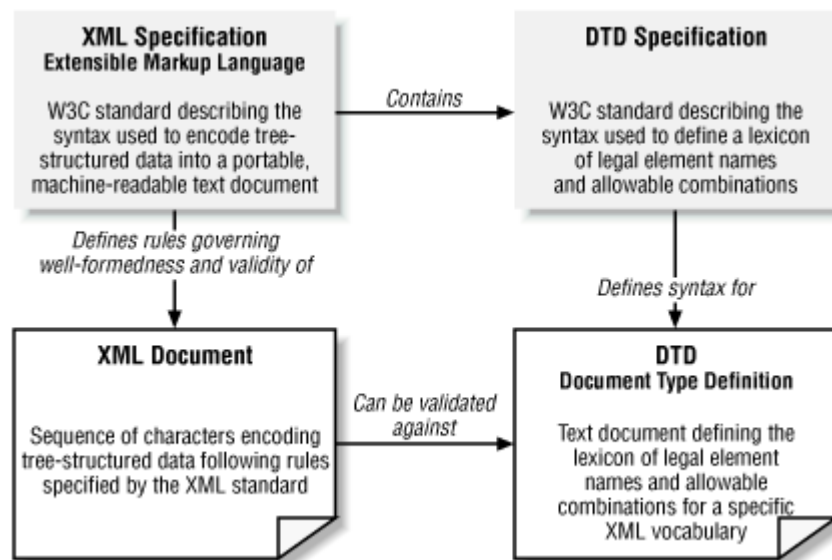 XML Specification
Extensible Markup Language
W3C standard describing the
syntax used to encode tree-
structured data into a portable,
machine-readable text document
Contains
DTD Specification
W3C standard describing the
syntax used to define a lexicon
of legal element names
and allowable combinations
Defines rules governing
well-formedness and validity of
Defines syntax for
XML Document
Sequence of characters encoding
tree-structured data following rules
specified by the XML standard
Can be validated
against
DTD
Document Type Definition
Text document defining the
lexicon of legal element
names and allowable
combinations for a specific
XML vocabulary